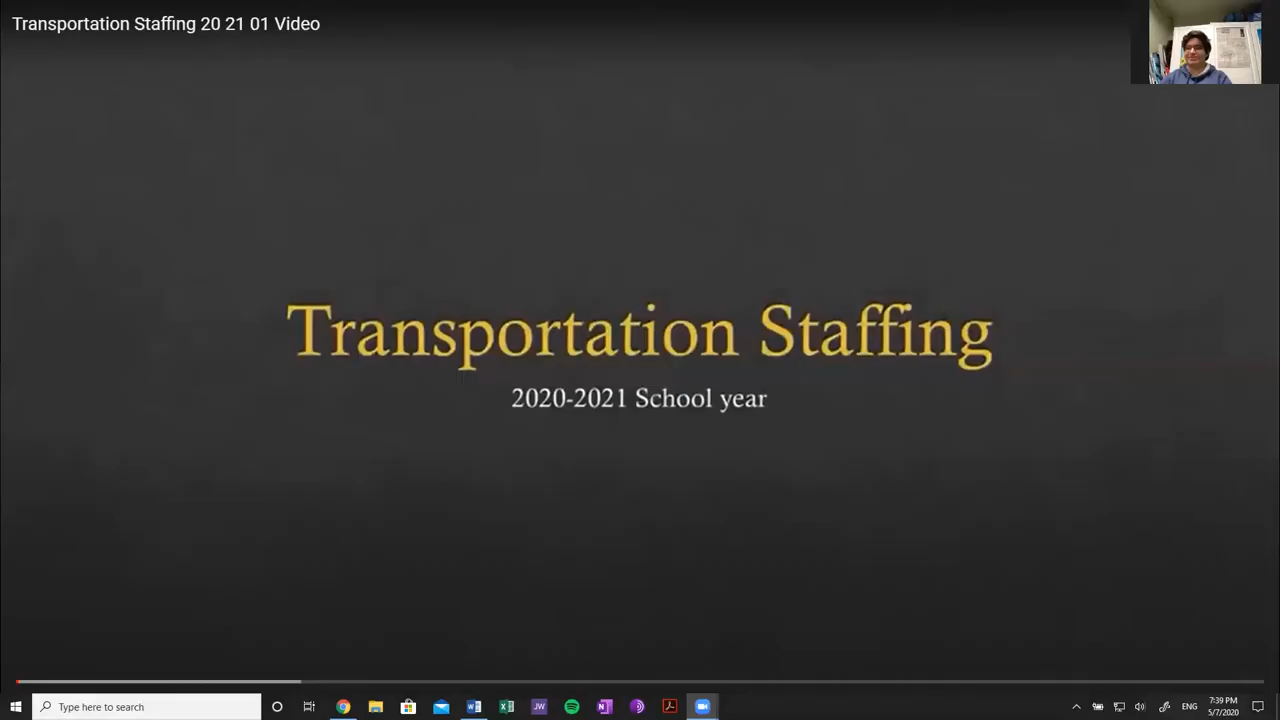 Transportation Staffing 20 21 01 Video
Transportation Staffing
2020-2021 School year
Type here to search
JW
ENG
7:39 PM
5/7/2020